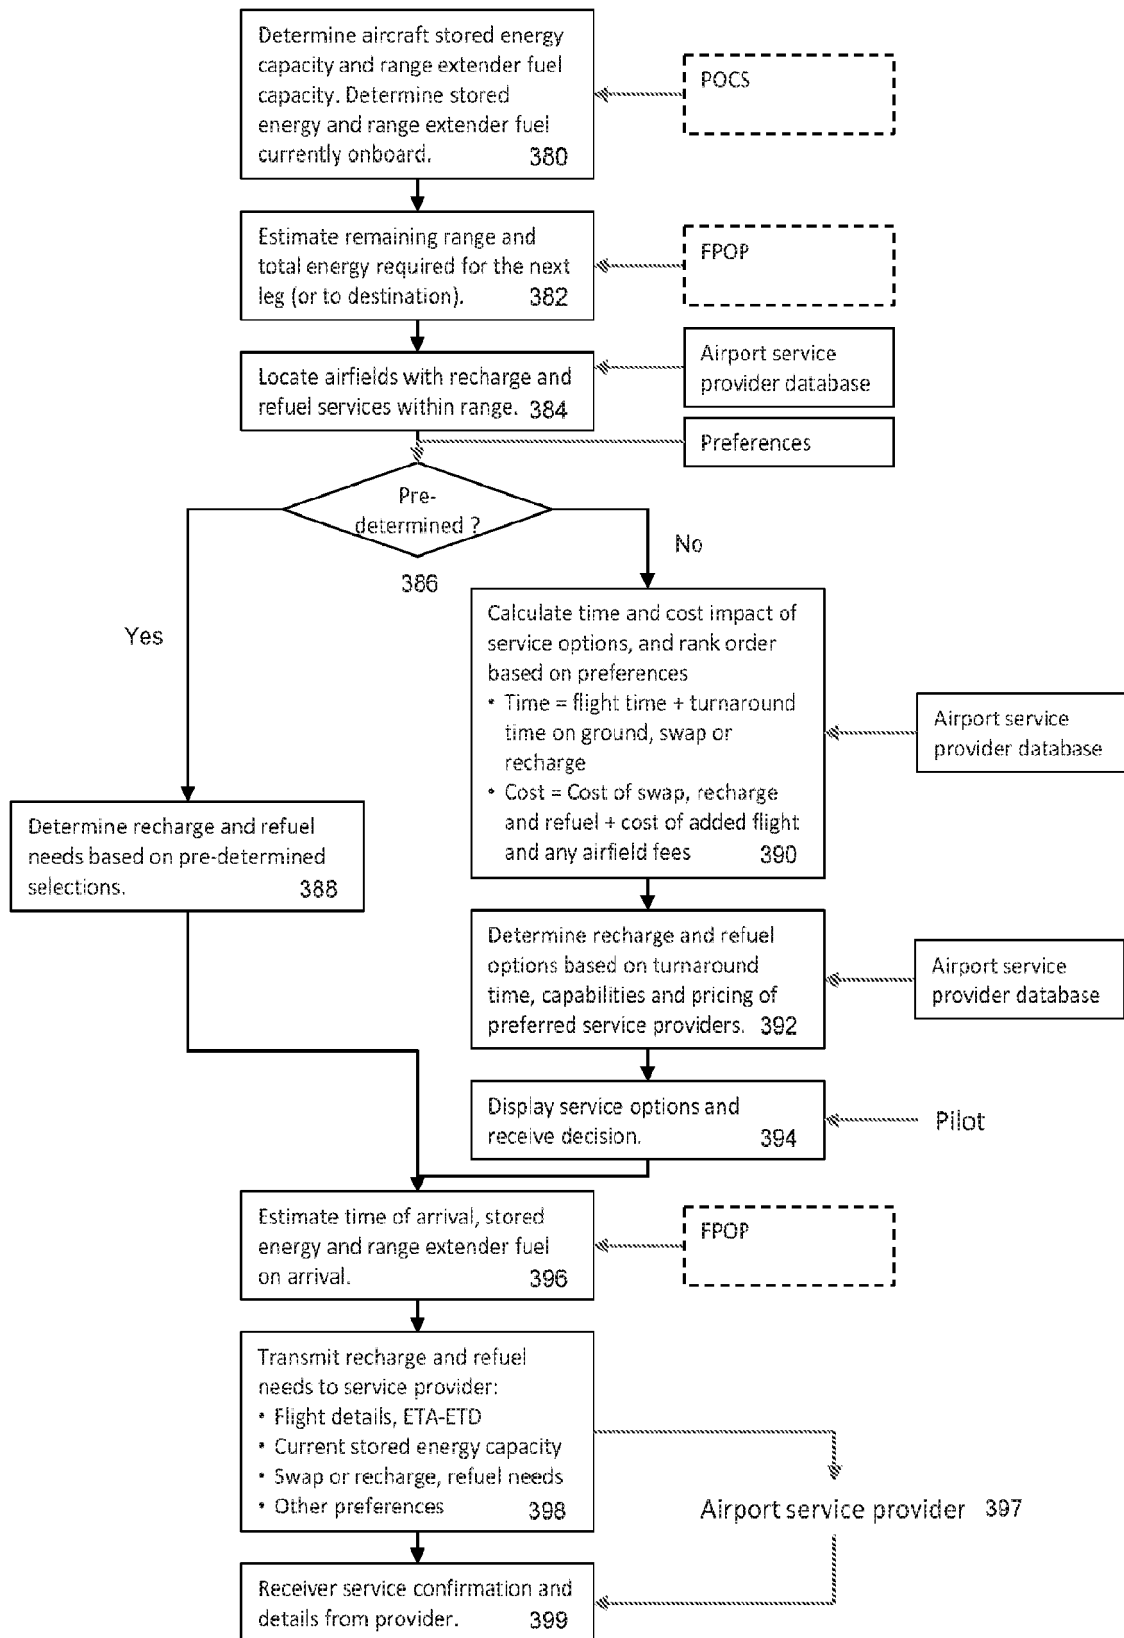 Determine aircraft stored energy
capacity and range extender fuel
capacity. Determine stored
energy and range extender fuel
currently onboard. 380
POCS
Estimate remaining range and
total energy required for the next
leg (or to destination). 382
FPOP
Locate airfields with recharge and
refuel services within range. 384
Airport service
provider database
Preferences
Pre-
determined ?
386
Yes
No
Calculate time and cost impact of
service options, and rank order
based on preferences
• Time = flight time + turnaround
time on ground, swap or
recharge
• Cost = Cost of swap, recharge
and refuel + cost of added flight
and any airfield fees 390
Airport service
provider database
Determine recharge and refuel
needs based on pre-determined
selections. 388
Determine recharge and refuel
options based on turnaround
time, capabilities and pricing of
preferred service providers. 392
Airport service
provider database
Display service options and
receive decision. 394
Pilot
Estimate time of arrival, stored
energy and range extender fuel
on arrival. 396
FPOP
Transmit recharge and refuel
needs to service provider:
• Flight details, ETA-ETD
• Current stored energy capacity
• Swap or recharge, refuel needs
• Other preferences 398
Airport service provider 397
Receiver service confirmation and
details from provider. 399